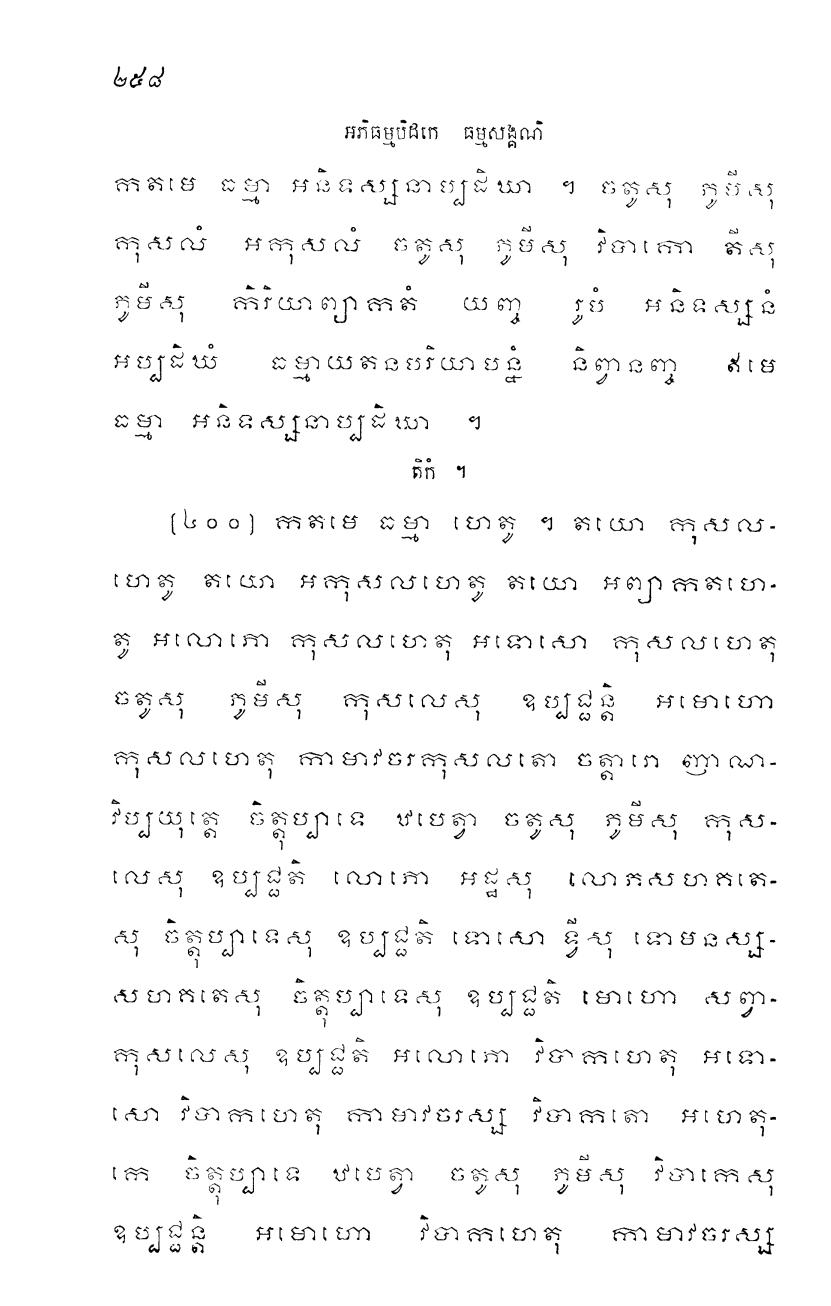 ២៥៨
អភិធម្មបិដកេ ធម្មសង្គណិ
កតមេ ធម្មា អនិទស្សនាប្បដិឃា ។ ចតូសុ ភូមីសុ
កុសលំ អកុសលំ ចតូសុ ភូមីសុ វិបាកោ តីសុ
ភូមីសុ កិរិយាព្យាកតំ យញ្ច រូបំ អនិទស្សនំ
អប្បដិឃំ ធម្មាយតនបរិយាបន្នំ និព្វានញ្ច ឥមេ
ធម្មា អនិទស្សនាប្បដិឃា ។
តិកំ ។
(៤០០) កតមេ ធម្មា ហេតូ ។ តយោ កុសល-
ហេតូ តយោ អកុសលហេតូ តយោ អព្យាកតហេ-
តូ អលោភោ កុសលហេតុ អទោសោ កុសលហេតុ
ចតូសុ ភូមីសុ កុសលេសុ ឧប្បជ្ជន្តិ អមោហោ
កុសលហេតុ កាមាវចរកុសលតោ ចត្តារោ ញាណ-
វិប្បយុត្តេ ចិត្តុប្បាទេ ឋបេត្វា ចតូសុ ភូមីសុ កុស-
លេសុ ឧប្បជ្ជតិ លោភោ អដ្ឋសុ លោភសហគតេ-
សុ ចិត្តុប្បាទេសុ ឧប្បជ្ជតិ ទោសោ ទ្វីសុ ទោមនស្ស-
សហគតេសុ ចិត្តុប្បាទេសុ ឧប្បជ្ជតិ មោហោ សព្វា-
កុសលេសុ ឧប្បជ្ជតិ អលោភោ វិបាកហេតុ អទោ-
សោ វិបាកហេតុ កាមាវចរស្ស វិបាកតោ អហេតុ-
កេ ចិត្តុប្បាទេ ឋបេត្វា ចតូសុ ភូមីសុ វិបាកេសុ
ឧប្បជ្ជន្តិ អមោហោ វិបាកហេតុ កាមាវចរស្ស